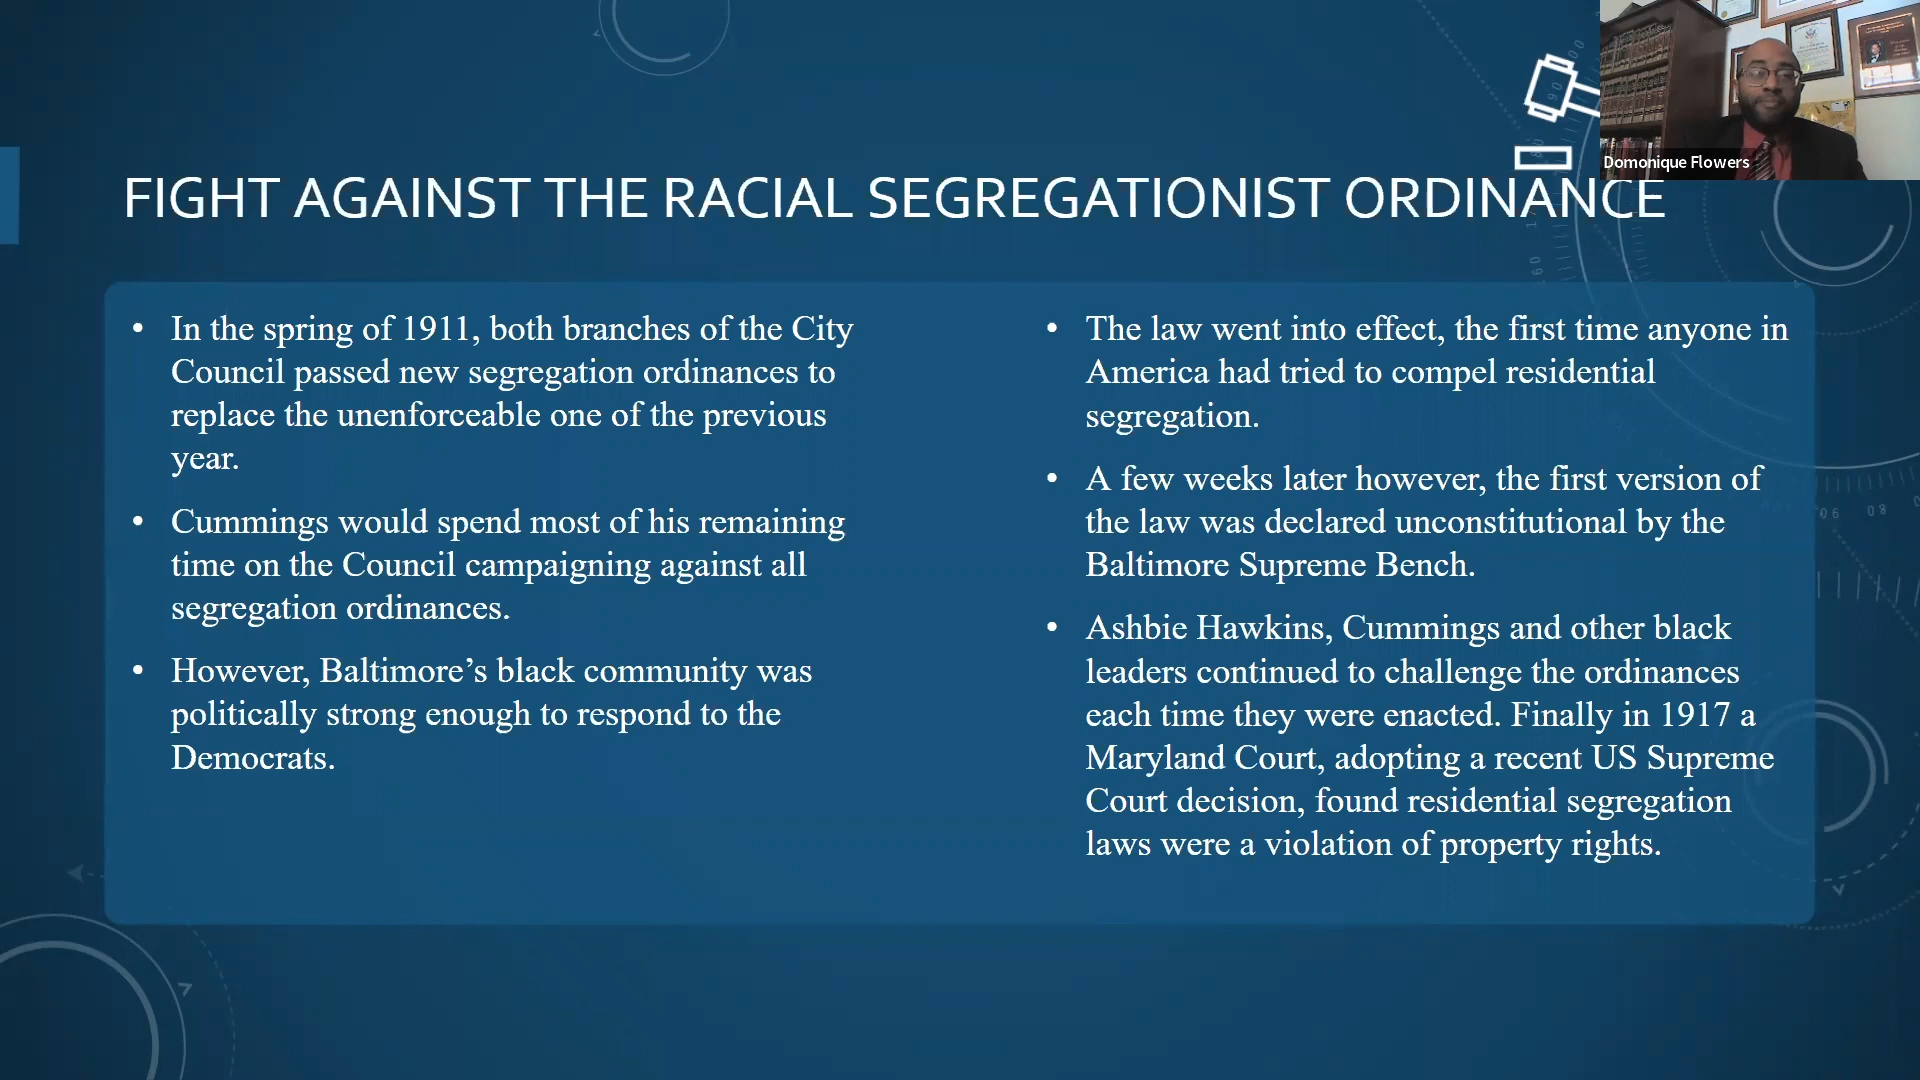 Domonique Flowers
FIGHT AGAINST THE RACIAL SEGREGATIONIST ORDINANCE
• In the spring of 1911, both branches of the City
Council passed new segregation ordinances to
replace the unenforceable one of the previous
year.
• Cummings would spend most of his remaining
time on the Council campaigning against all
segregation ordinances.
• However, Baltimore’s black community was
politically strong enough to respond to the
Democrats.
• The law went into effect, the first time anyone in
America had tried to compel residential
segregation.
• A few weeks later however, the first version of
the law was declared unconstitutional by the
Baltimore Supreme Bench.
• Ashbie Hawkins, Cummings and other black
leaders continued to challenge the ordinances
each time they were enacted. Finally in 1917 a
Maryland Court, adopting a recent US Supreme
Court decision, found residential segregation
laws were a violation of property rights.